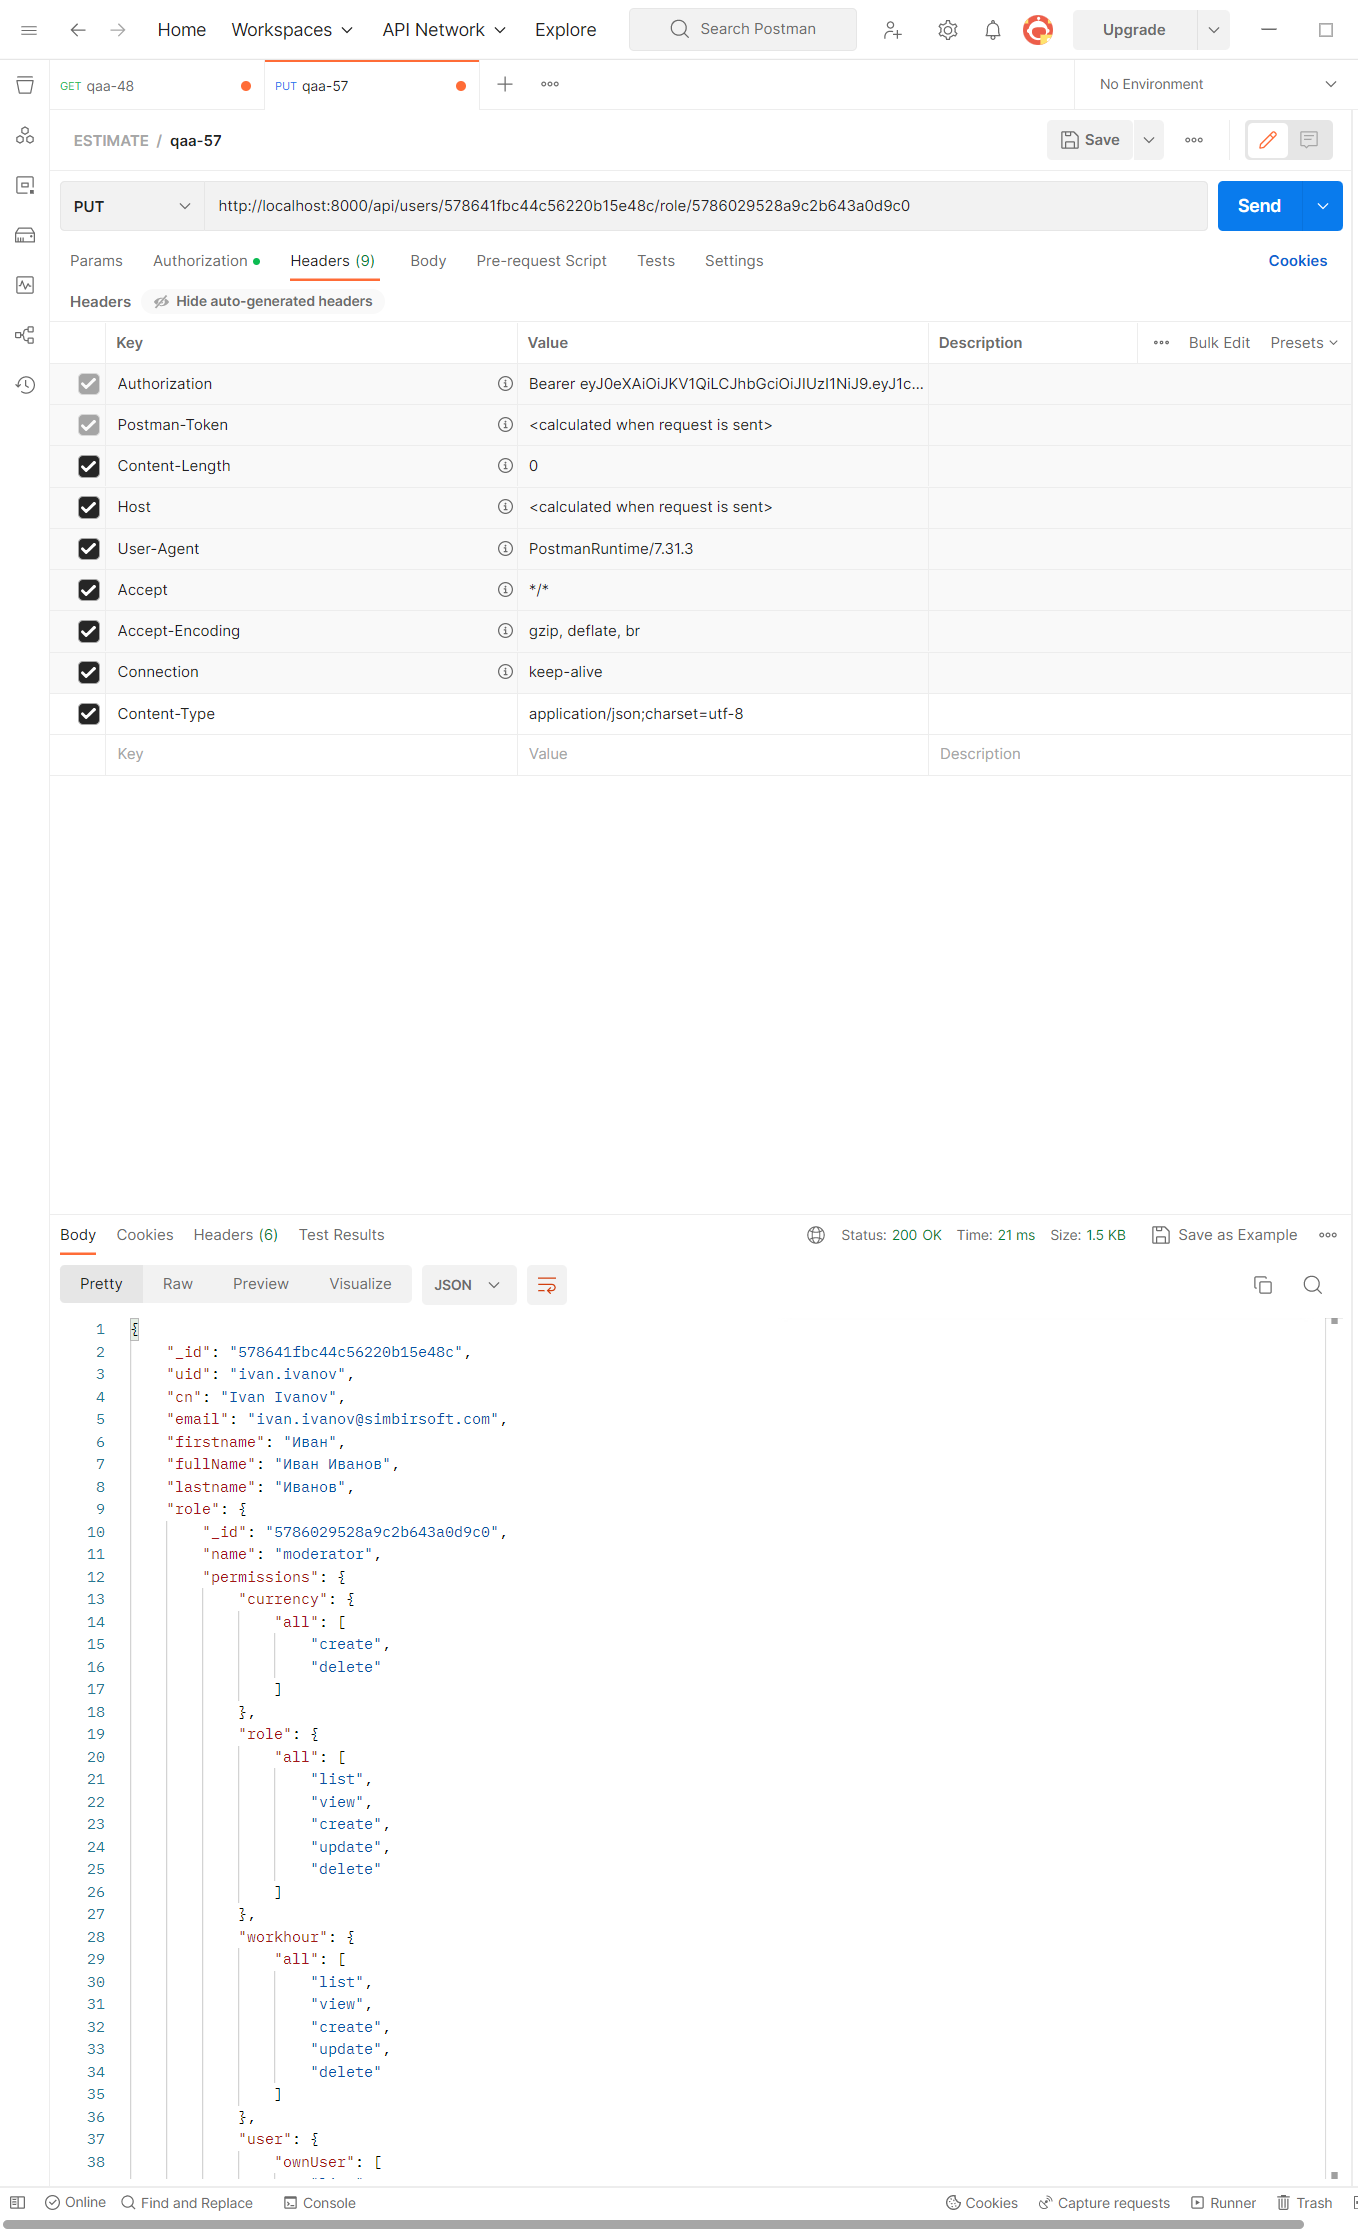 Home Workspaces API Network Explore Search Postman Upgrade
GET qaa-48 PUT qaa-57 No Environment
ESTIMATE / qaa-57 Save
PUT http://localhost:8000/api/users/578641fbc44c56220b15e48c/role/5786029528a9c2b643a0d9c0 Send
Params Authorization Headers (9) Body Pre-request Script Tests Settings Cookies
Headers Hide auto-generated headers
Key Value Description Bulk Edit Presets
Authorization Bearer eyJ0eXAiOiJKV1QiLCJhbGciOiJIUzI1NiJ9.eyJ1c...
Postman-Token <calculated when request is sent>
Content-Length 0
Host <calculated when request is sent>
User-Agent PostmanRuntime/7.31.3
Accept */*
Accept-Encoding gzip, deflate, br
Connection keep-alive
Content-Type application/json;charset=utf-8
Key Value Description
Body Cookies Headers (6) Test Results Status: 200 OK Time: 21 ms Size: 1.5 KB Save as Example
Pretty Raw Preview Visualize JSON
1 {
2 "_id": "578641fbc44c56220b15e48c",
3 "uid": "ivan.ivanov",
4 "cn": "Ivan Ivanov",
5 "email": "ivan.ivanov@simbirsoft.com",
6 "firstname": "Иван",
7 "fullName": "Иван Иванов",
8 "lastname": "Иванов",
9 "role": {
10 "_id": "5786029528a9c2b643a0d9c0",
11 "name": "moderator",
12 "permissions": {
13 "currency": {
14 "all": [
15 "create",
16 "delete"
17 ]
18 },
19 "role": {
20 "all": [
21 "list",
22 "view",
23 "create",
24 "update",
25 "delete"
26 ]
27 },
28 "workhour": {
29 "all": [
30 "list",
31 "view",
32 "create",
33 "update",
34 "delete"
35 ]
36 },
37 "user": {
38 "ownUser": [
Online Find and Replace Console Cookies Capture requests Runner Trash